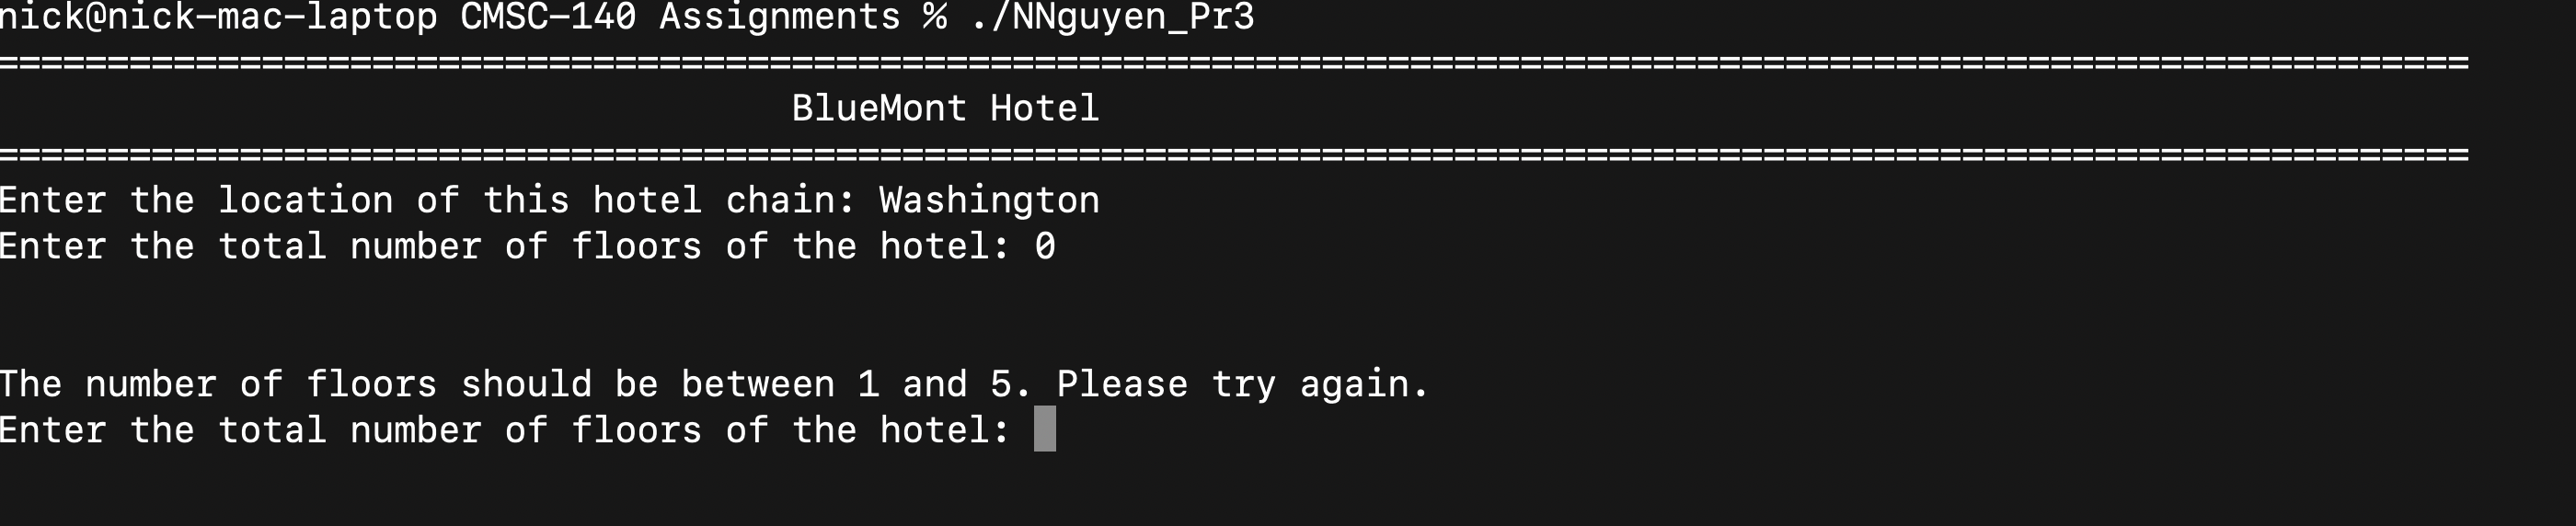 nick@nick-mac-laptop CMSC-140 Assignments % ./NNguyen_Pr3
================================================================================================================
BlueMont Hotel
================================================================================================================
Enter the location of this hotel chain: Washington
Enter the total number of floors of the hotel: 0
The number of floors should be between 1 and 5. Please try again.
Enter the total number of floors of the hotel: